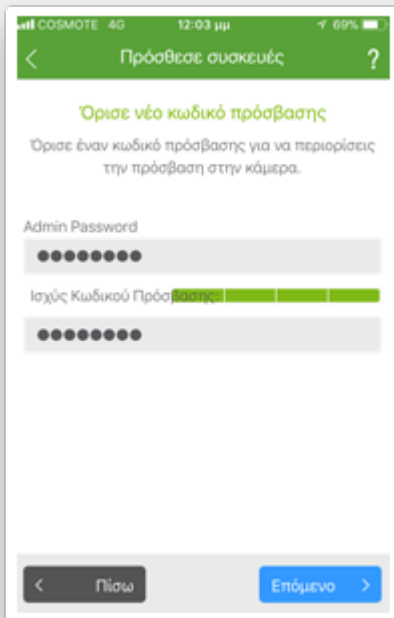 COSMOTE 4G 12:03 μμ 69%
Πρόσθεσε συσκευές ?
Όρισε νέο κωδικό πρόσβασης
Όρισε έναν κωδικό πρόσβασης για να περιορίσεις
την πρόσβαση στην κάμερα.
Admin Password
●●●●●●●●
Ισχύς Κωδικού Πρόσβασης:
●●●●●●●●
< Πίσω Επόμενο >